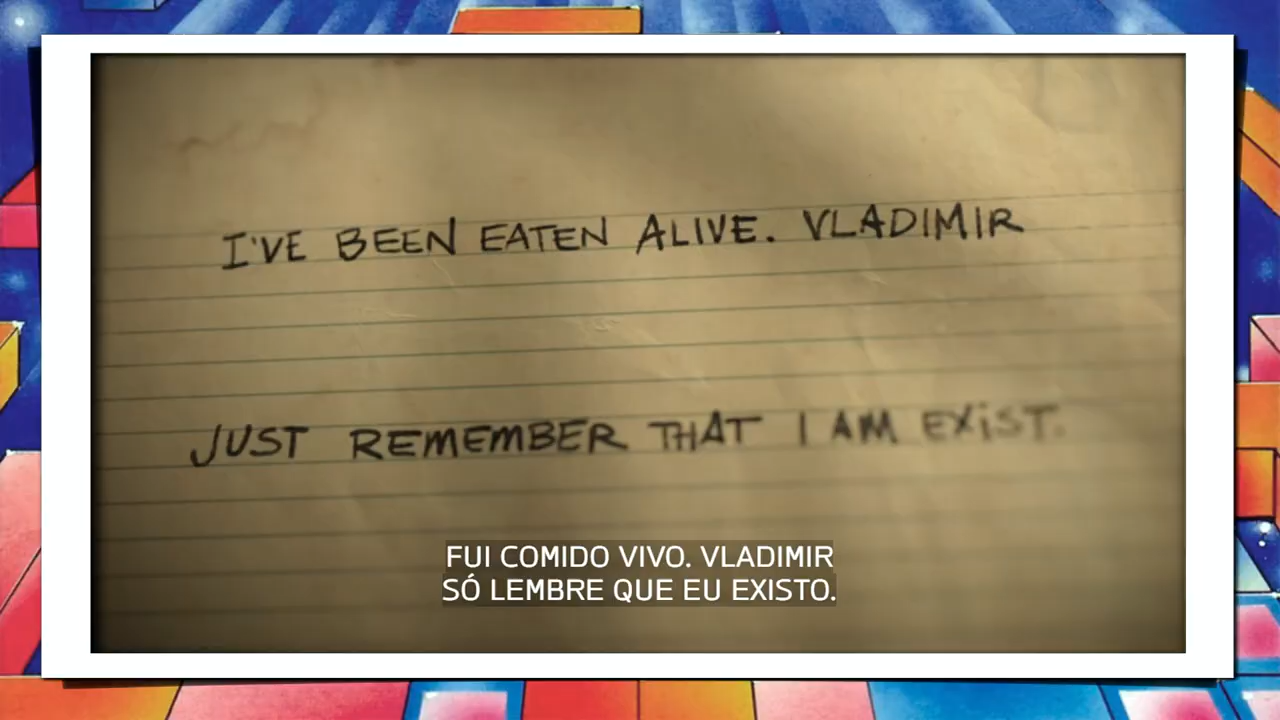 I'VE BEEN EATEN ALIVE. VLADIMIR
JUST REMEMBER THAT I AM EXIST.
FUI COMIDO VIVO. VLADIMIR
SÓ LEMBRE QUE EU EXISTO.